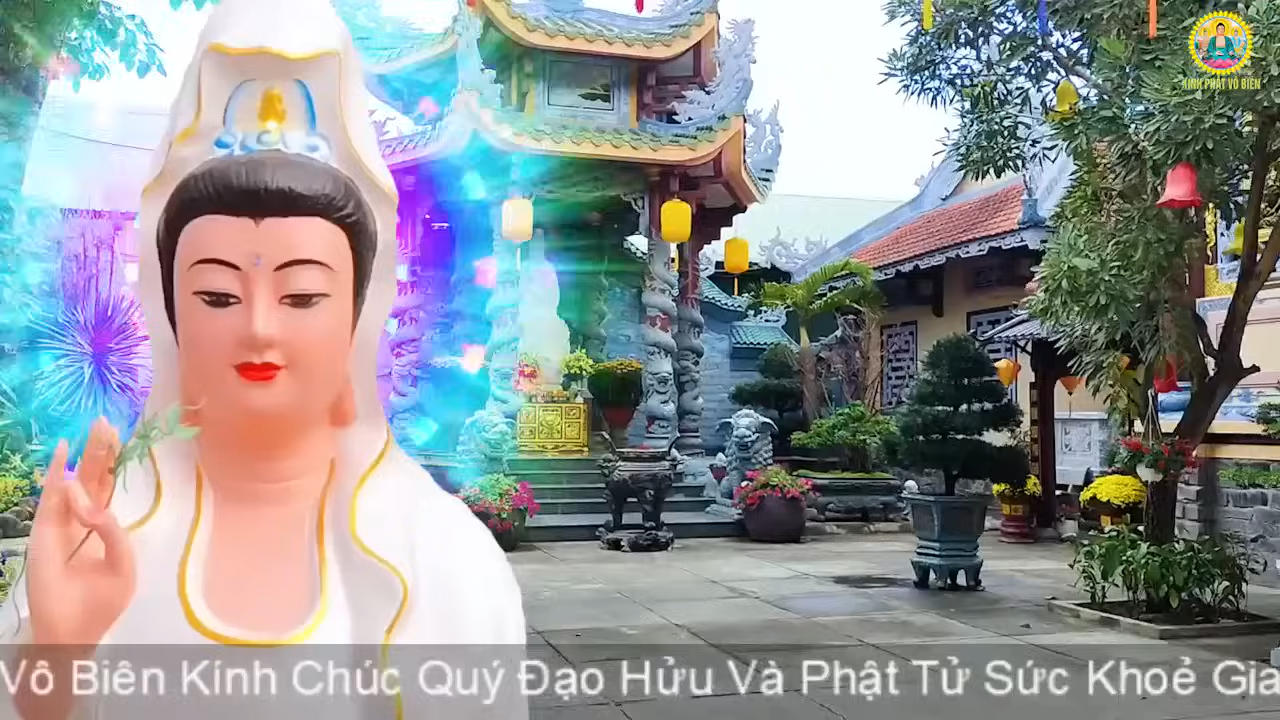 KINH PHẬT VÔ BIÊN
Vô Biên Kính Chúc Quý Đạo Hửu Và Phật Tử Sức Khoẻ Gia